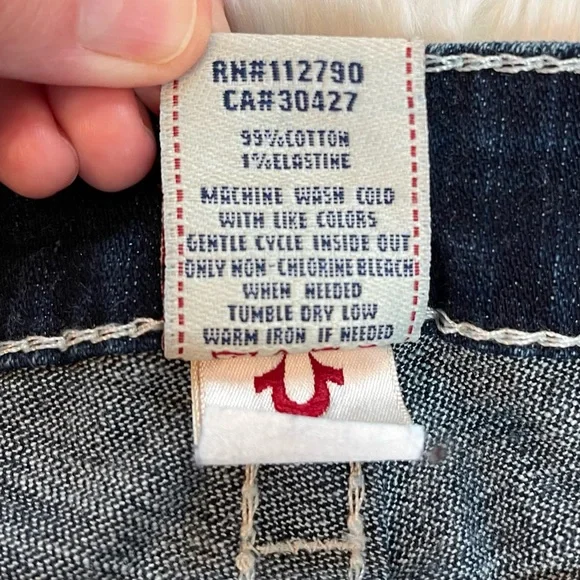 RN#112790
CA#30427
99%COTTON
1%ELASTINE
MACHINE WASH COLD
WITH LIKE COLORS
GENTLE CYCLE INSIDE OUT
ONLY NON-CHLORINE BLEACH
WHEN NEEDED
TUMBLE DRY LOW
WARM IRON IF NEEDED